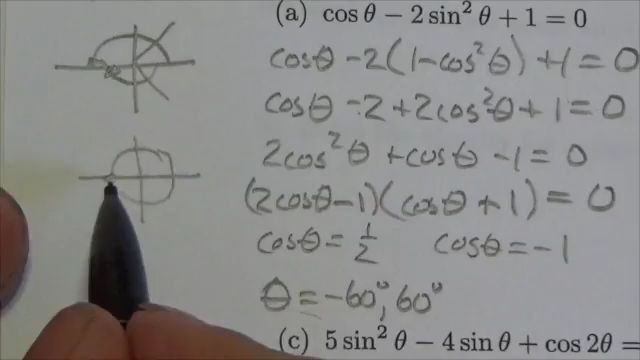 (a) cos θ − 2 sin² θ + 1 = 0
cosθ − 2(1 − cos²θ) + 1 = 0
cosθ − 2 + 2cos²θ + 1 = 0
2cos²θ + cosθ − 1 = 0
(2cosθ − 1)(cosθ + 1) = 0
cosθ = 1/2 cosθ = −1
θ = −60°, 60°
(c) 5 sin² θ − 4 sin θ + cos 2θ =